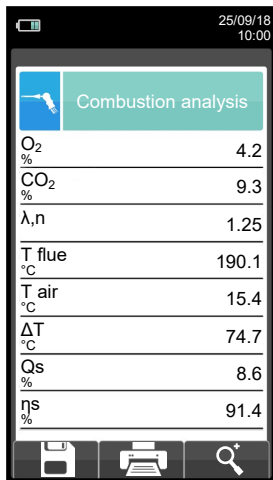 25/09/18
10:00
Combustion analysis
O₂
% 4.2
CO₂
% 9.3
λ,n 1.25
T flue
°C 190.1
T air
°C 15.4
ΔT
°C 74.7
Qs
% 8.6
ηs
% 91.4